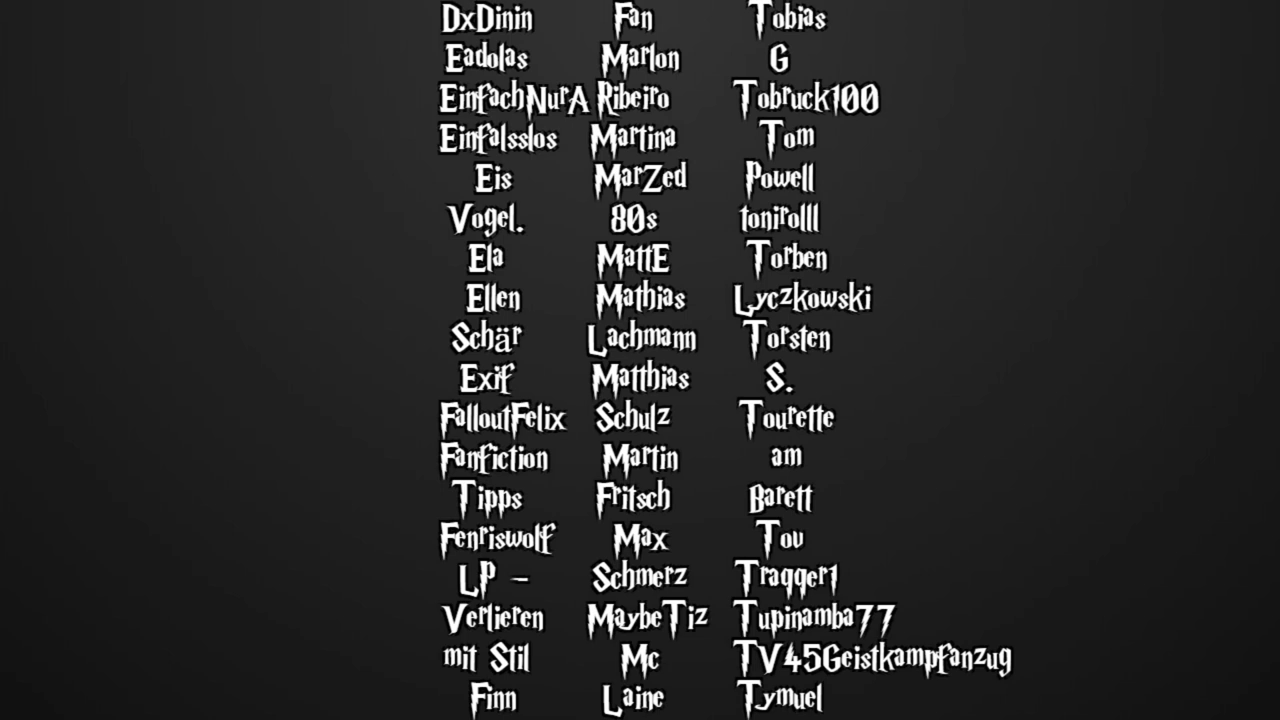 DxDinin
Eadolas
EinfachNurA
Einfalsslos
Eis
Vogel.
Ela
Ellen
Schär
Exif
FalloutFelix
Fanfiction
Tipps
Fenriswolf
LP -
Verlieren
mit Stil
Finn
Fan
Marlon
Ribeiro
Martina
MarZed
80s
MattE
Mathias
Lachmann
Matthias
Schulz
Martin
Fritsch
Max
Schmerz
MaybeTiz
Mc
Laine
Tobias
G
Tobruck100
Tom
Powell
tonirolll
Torben
Lyczkowski
Torsten
S.
Tourette
am
Barett
Tov
Traqqer1
Tupinamba77
TV45Geistkampfanzug
Tymuel